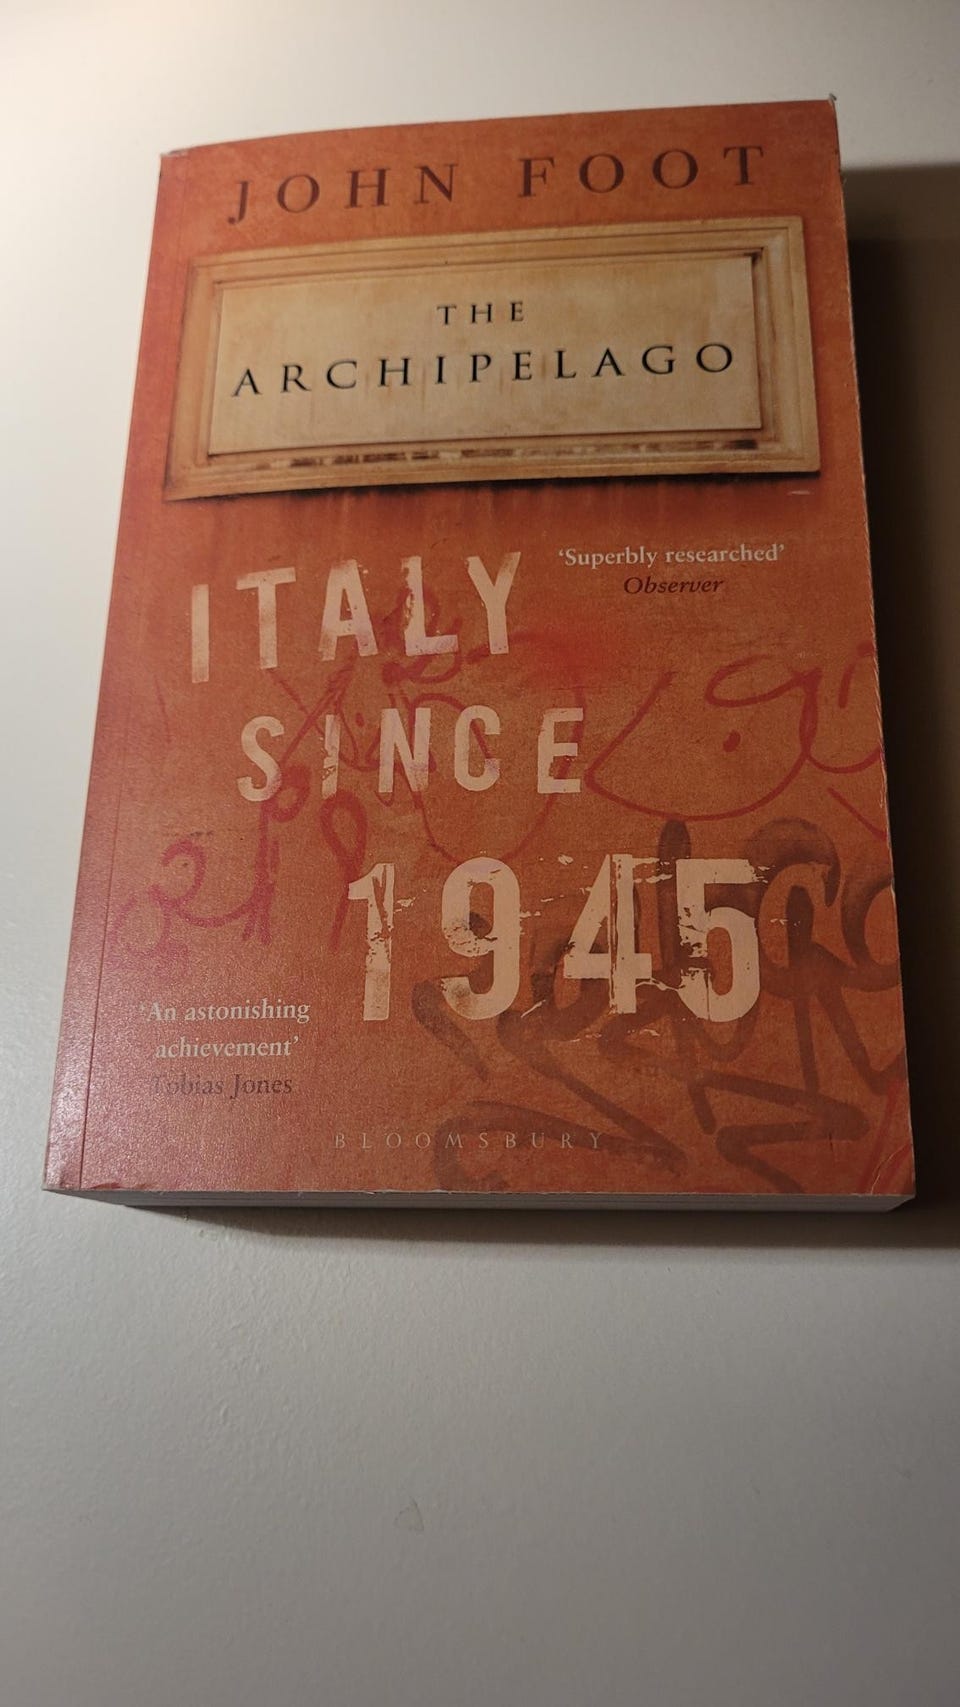 JOHN FOOT
THE
ARCHIPELAGO
ITALY
SINCE
1945
‘Superbly researched’
Observer
‘An astonishing
achievement’
Tobias Jones
BLOOMSBURY